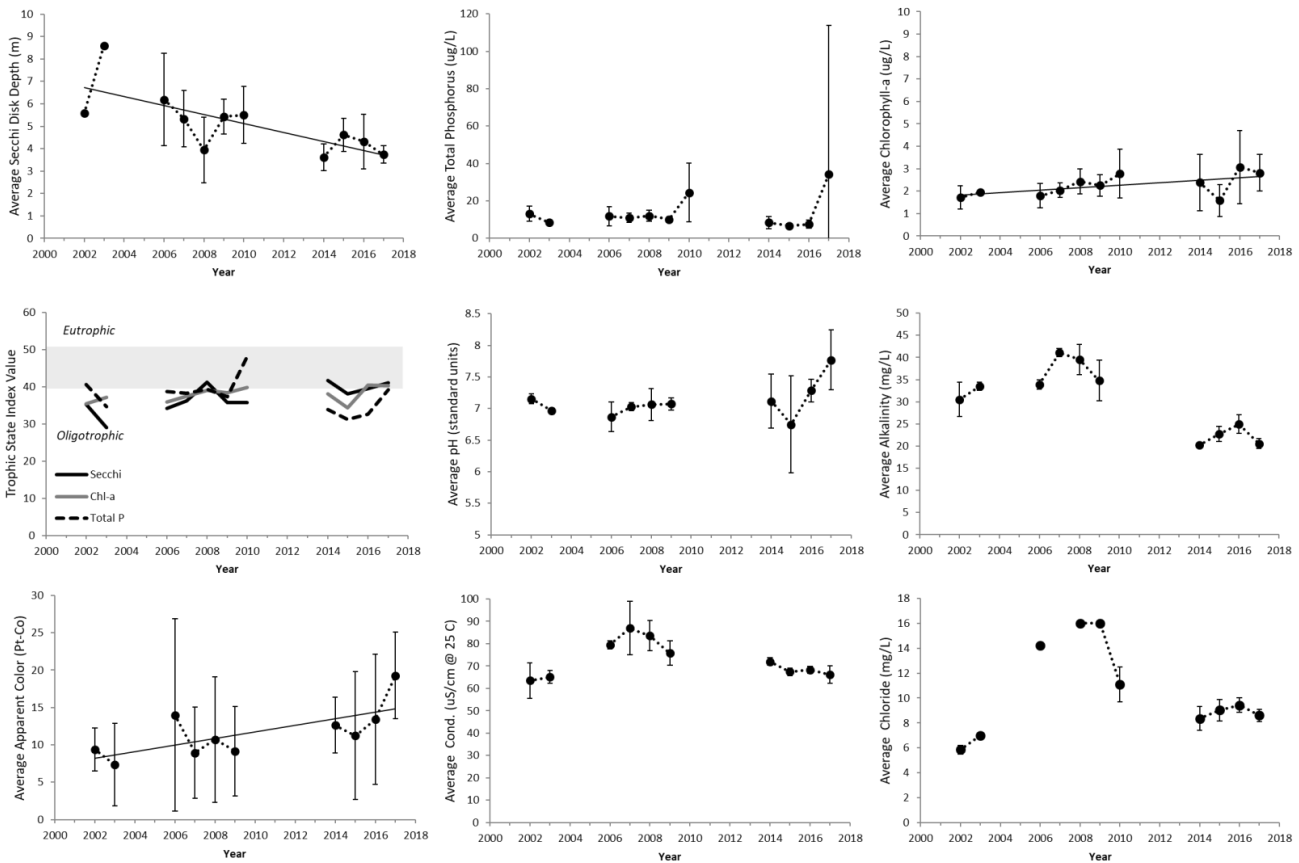 Average Secchi Disk Depth (m)
10
9
8
7
6
5
4
3
2
1
0
2000 2002 2004 2006 2008 2010 2012 2014 2016 2018
Year
Average Total Phosphorus (ug/L)
120
100
80
60
40
20
0
2000 2002 2004 2006 2008 2010 2012 2014 2016 2018
Year
Average Chlorophyll-a (ug/L)
10
9
8
7
6
5
4
3
2
1
0
2000 2002 2004 2006 2008 2010 2012 2014 2016 2018
Year
Trophic State Index Value
60
50
40
30
20
10
0
Eutrophic
Oligotrophic
Secchi
Chl-a
Total P
2000 2002 2004 2006 2008 2010 2012 2014 2016 2018
Year
Average pH (standard units)
8.5
8
7.5
7
6.5
6
5.5
5
2000 2002 2004 2006 2008 2010 2012 2014 2016 2018
Year
Average Alkalinity (mg/L)
50
45
40
35
30
25
20
15
10
5
0
2000 2002 2004 2006 2008 2010 2012 2014 2016 2018
Year
Average Apparent Color (Pt-Co)
30
25
20
15
10
5
0
2000 2002 2004 2006 2008 2010 2012 2014 2016 2018
Year
Average Cond. (uS/cm @ 25 C)
100
90
80
70
60
50
40
30
20
10
0
2000 2002 2004 2006 2008 2010 2012 2014 2016 2018
Year
Average Chloride (mg/L)
18
16
14
12
10
8
6
4
2
0
2000 2002 2004 2006 2008 2010 2012 2014 2016 2018
Year